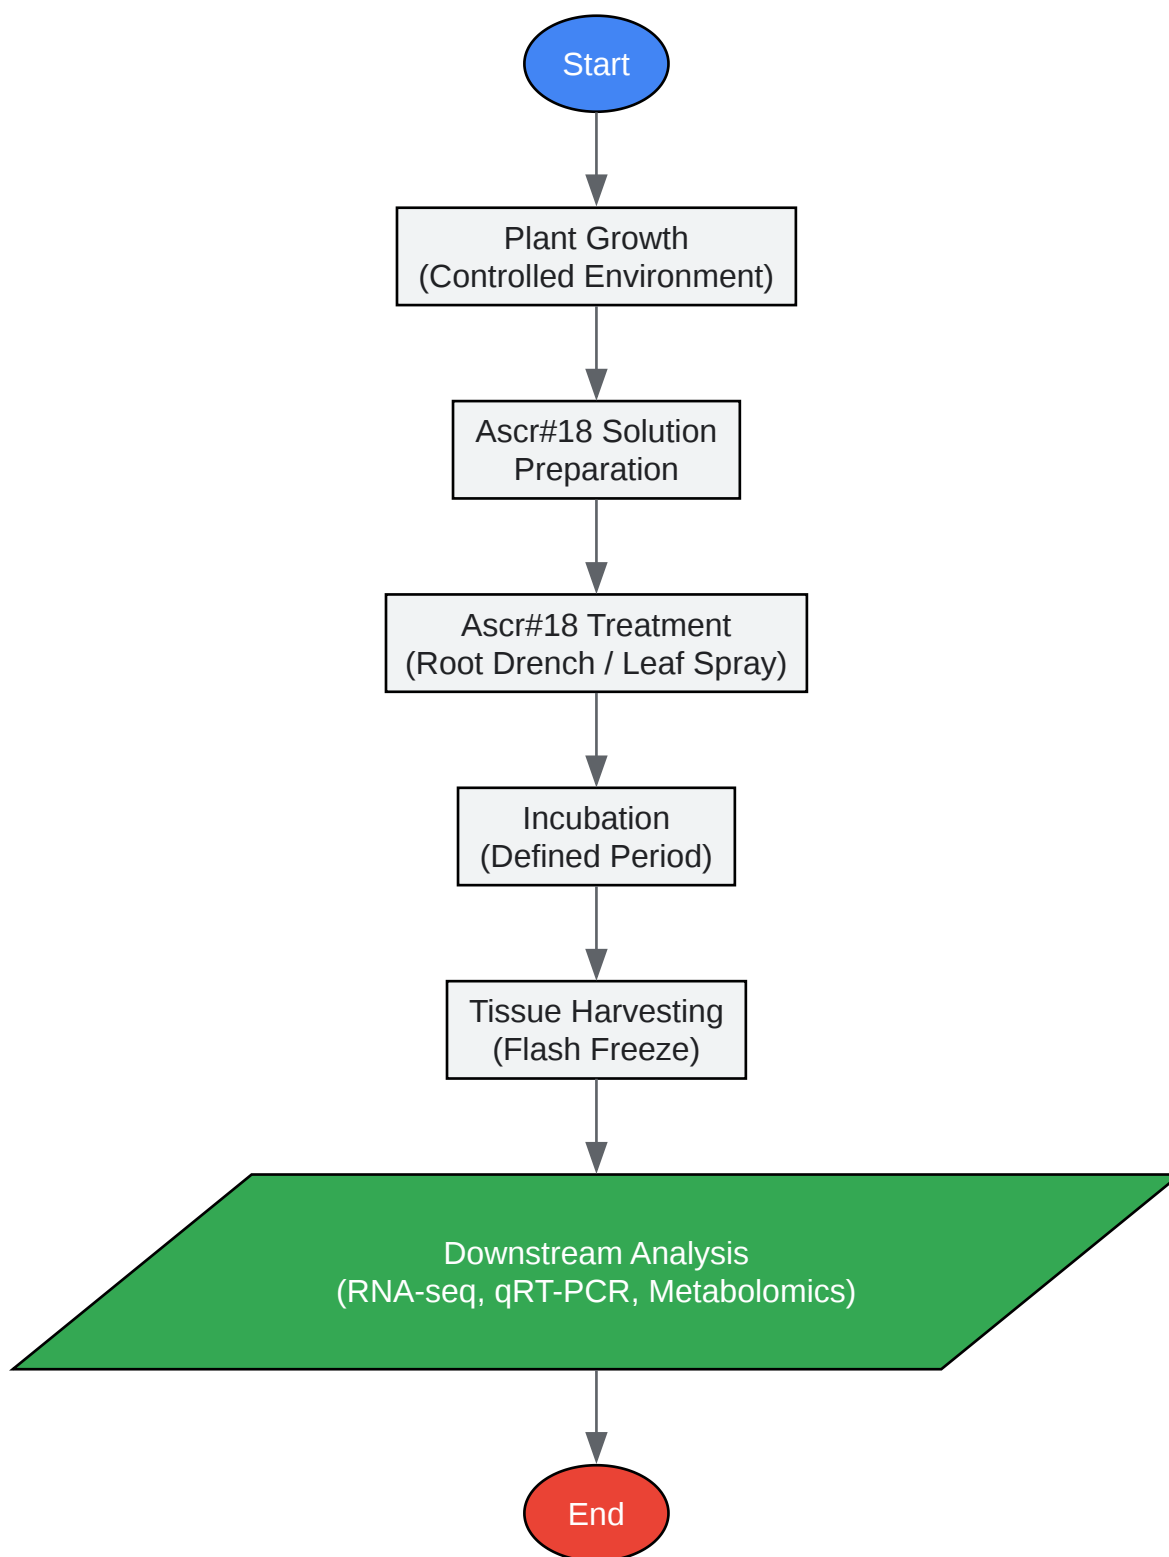 Start
Plant Growth
(Controlled Environment)
Ascr#18 Solution
Preparation
Ascr#18 Treatment
(Root Drench / Leaf Spray)
Incubation
(Defined Period)
Tissue Harvesting
(Flash Freeze)
Downstream Analysis
(RNA-seq, qRT-PCR, Metabolomics)
End